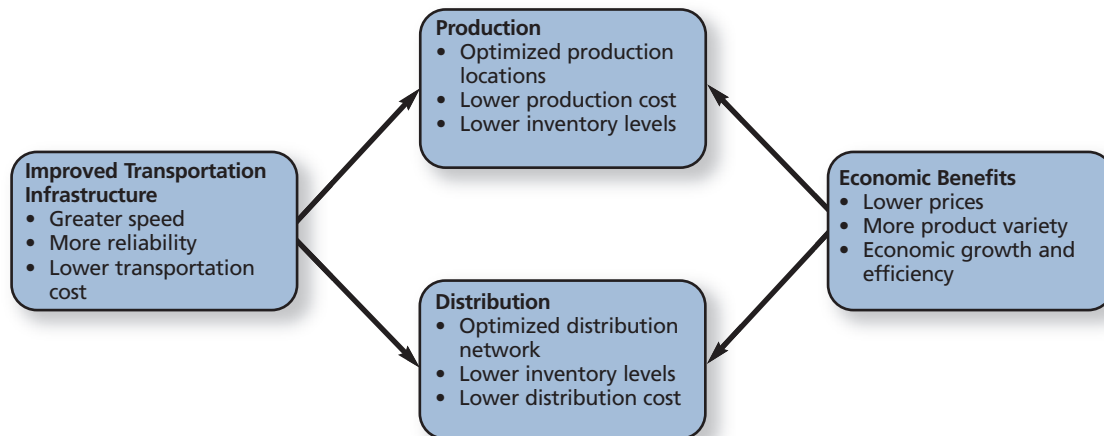 Production
• Optimized production
locations
• Lower production cost
• Lower inventory levels
Improved Transportation
Infrastructure
• Greater speed
• More reliability
• Lower transportation
cost
Economic Benefits
• Lower prices
• More product variety
• Economic growth and
efficiency
Distribution
• Optimized distribution
network
• Lower inventory levels
• Lower distribution cost